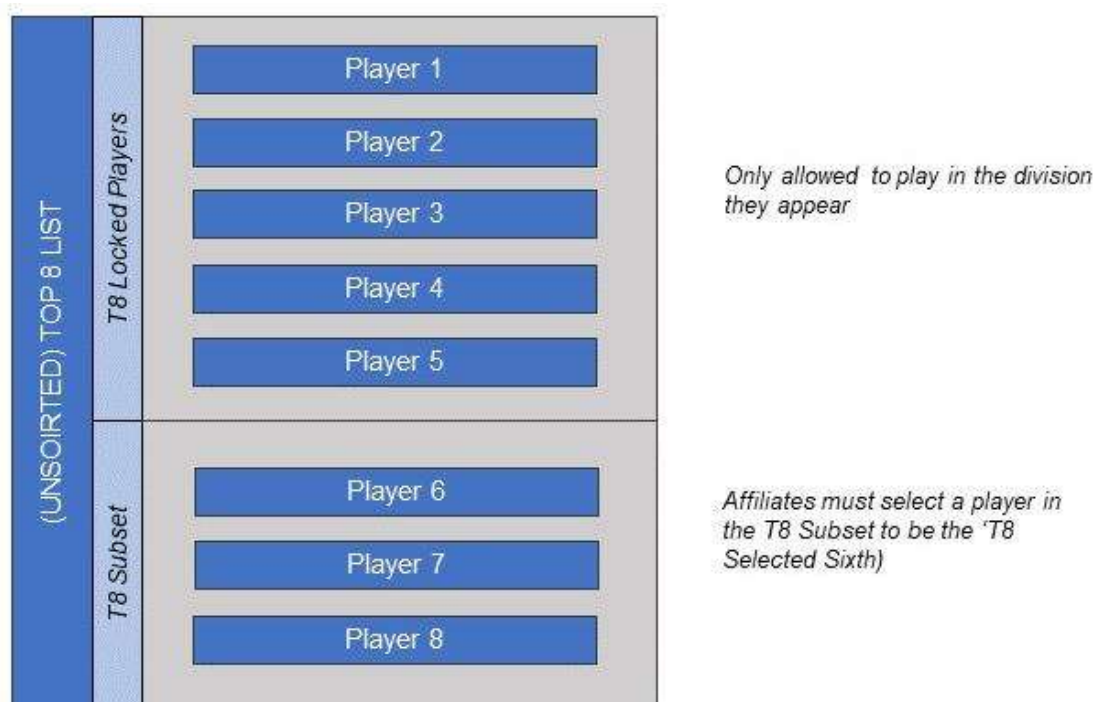 (UNSOIRTED) TOP 8 LIST
T8 Locked Players
Player 1
Player 2
Player 3
Player 4
Player 5
Only allowed to play in the division
they appear
T8 Subset
Player 6
Player 7
Player 8
Affiliates must select a player in
the T8 Subset to be the ‘T8
Selected Sixth)